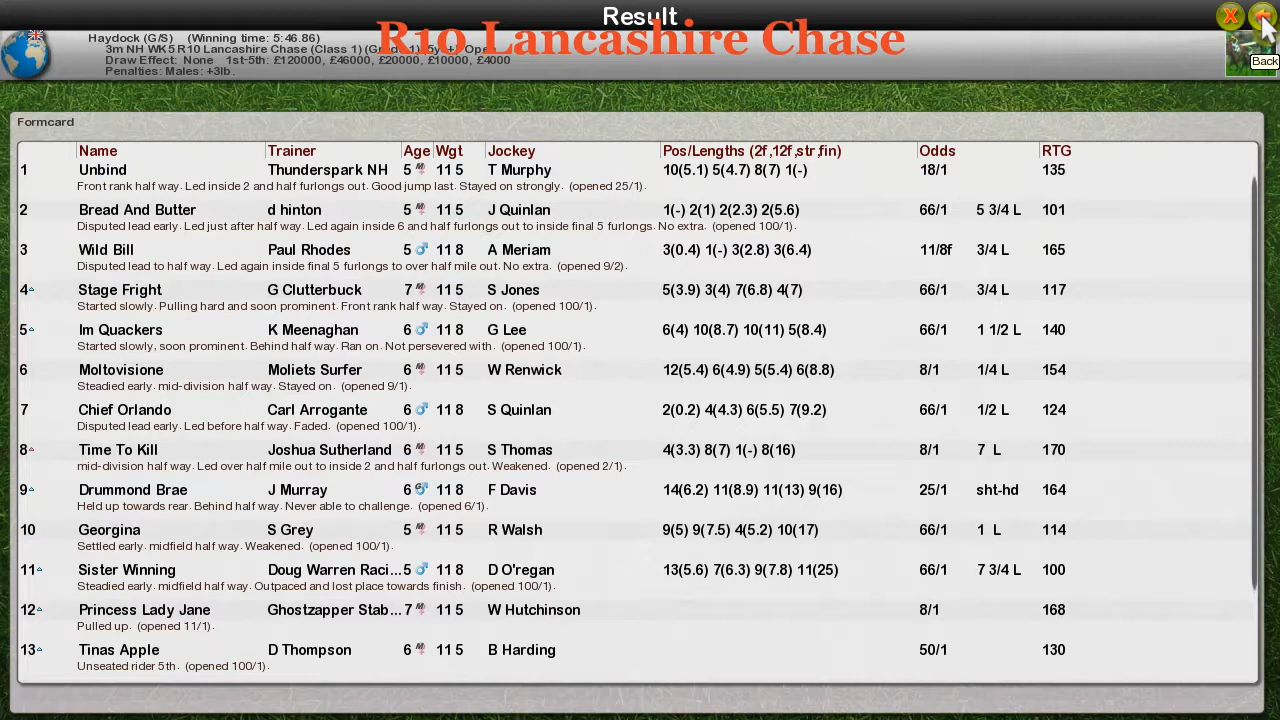 Result
R10 Lancashire Chase
Haydock (G/S) (Winning time: 5:46.86)
3m NH WK5 R10 Lancashire Chase (Class 1) (Grade 1) 5yo+ Open
Draw Effect: None 1st-5th: £120000, £46000, £20000, £10000, £4000
Penalties: Males: +3lb.
Back
Formcard
Name Trainer Age Wgt Jockey Pos/Lengths (2f,12f,str,fin) Odds RTG
1 Unbind Thunderspark NH 5 11 5 T Murphy 10(5.1) 5(4.7) 8(7) 1(-) 18/1 135
Front rank half way. Led inside 2 and half furlongs out. Good jump last. Stayed on strongly. (opened 25/1).
2 Bread And Butter d hinton 5 11 5 J Quinlan 1(-) 2(1) 2(2.3) 2(5.6) 66/1 5 3/4 L 101
Disputed lead early. Led just after half way. Led again inside 6 and half furlongs out to inside final 5 furlongs. No extra. (opened 100/1).
3 Wild Bill Paul Rhodes 5 11 8 A Meriam 3(0.4) 1(-) 3(2.8) 3(6.4) 11/8f 3/4 L 165
Disputed lead to half way. Led again inside final 5 furlongs to over half mile out. No extra. (opened 9/2).
4 Stage Fright G Clutterbuck 7 11 5 S Jones 5(3.9) 3(4) 7(6.8) 4(7) 66/1 3/4 L 117
Started slowly. Pulling hard and soon prominent. Front rank half way. Stayed on. (opened 100/1).
5 Im Quackers K Meenaghan 6 11 8 G Lee 6(4) 10(8.7) 10(11) 5(8.4) 66/1 1 1/2 L 140
Started slowly, soon prominent. Behind half way. Ran on. Not persevered with. (opened 100/1).
6 Moltovisione Moliets Surfer 6 11 5 W Renwick 12(5.4) 6(4.9) 5(5.4) 6(8.8) 8/1 1/4 L 154
Steadied early. mid-division half way. Stayed on. (opened 9/1).
7 Chief Orlando Carl Arrogante 6 11 8 S Quinlan 2(0.2) 4(4.3) 6(5.5) 7(9.2) 66/1 1/2 L 124
Disputed lead early. Led before half way. Faded. (opened 100/1).
8 Time To Kill Joshua Sutherland 6 11 5 S Thomas 4(3.3) 8(7) 1(-) 8(16) 8/1 7 L 170
mid-division half way. Led over half mile out to inside 2 and half furlongs out. Weakened. (opened 2/1).
9 Drummond Brae J Murray 6 11 8 F Davis 14(6.2) 11(8.9) 11(13) 9(16) 25/1 sht-hd 164
Held up towards rear. Behind half way. Never able to challenge. (opened 6/1).
10 Georgina S Grey 5 11 5 R Walsh 9(5) 9(7.5) 4(5.2) 10(17) 66/1 1 L 114
Settled early. midfield half way. Weakened. (opened 100/1).
11 Sister Winning Doug Warren Raci... 5 11 8 D O'regan 13(5.6) 7(6.3) 9(7.8) 11(25) 66/1 7 3/4 L 100
Steadied early. midfield half way. Outpaced and lost place towards finish. (opened 100/1).
12 Princess Lady Jane Ghostzapper Stab... 7 11 5 W Hutchinson 8/1 168
Pulled up. (opened 11/1).
13 Tinas Apple D Thompson 6 11 5 B Harding 50/1 130
Unseated rider 5th. (opened 100/1).